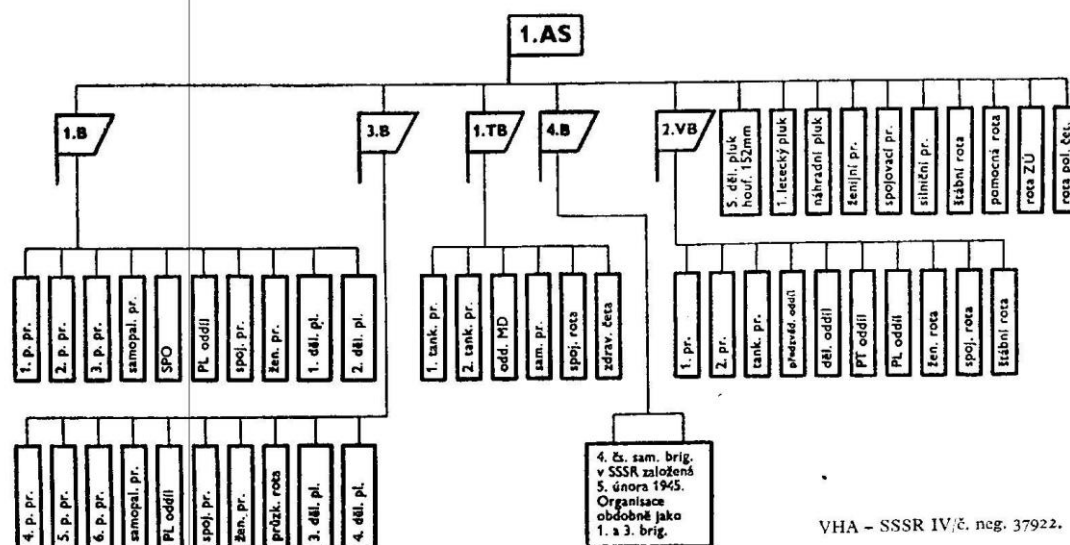 1.AS
1.B
3.B
1.TB
4.B
2.VB
5. děl. pluk
houf. 152mm
1. letecký pluk
náhradní pluk
ženijní pr.
spojovací pr.
silniční pr.
štábní rota
pomocná rota
rota ZÚ
rota pol. čet.
1. p. pr.
2. p. pr.
3. p. pr.
samopal. pr.
SPO
PL oddíl
spoj. pr.
žen. pr.
1. děl. pl.
2. děl. pl.
1. tank. pr.
2. tank. pr.
odd. MD
sam. pr.
spoj. rota
zdrav. četa
1. pr.
2. pr.
tank. pr.
předzvěd. oddíl
děl. oddíl
PT oddíl
PL oddíl
žen. rota
spoj. rota
štábní rota
4. p. pr.
5. p. pr.
6. p. pr.
samopal. pr.
PL oddíl
spoj. pr.
žen. pr.
průzk. rota
3. děl. pl.
4. děl. pl.
4. čs. sam. brig.
v SSSR založená
5. února 1945.
Organisace
obdobně jako
1. a 3. brig.
VHA – SSSR IV/č. neg. 37922.